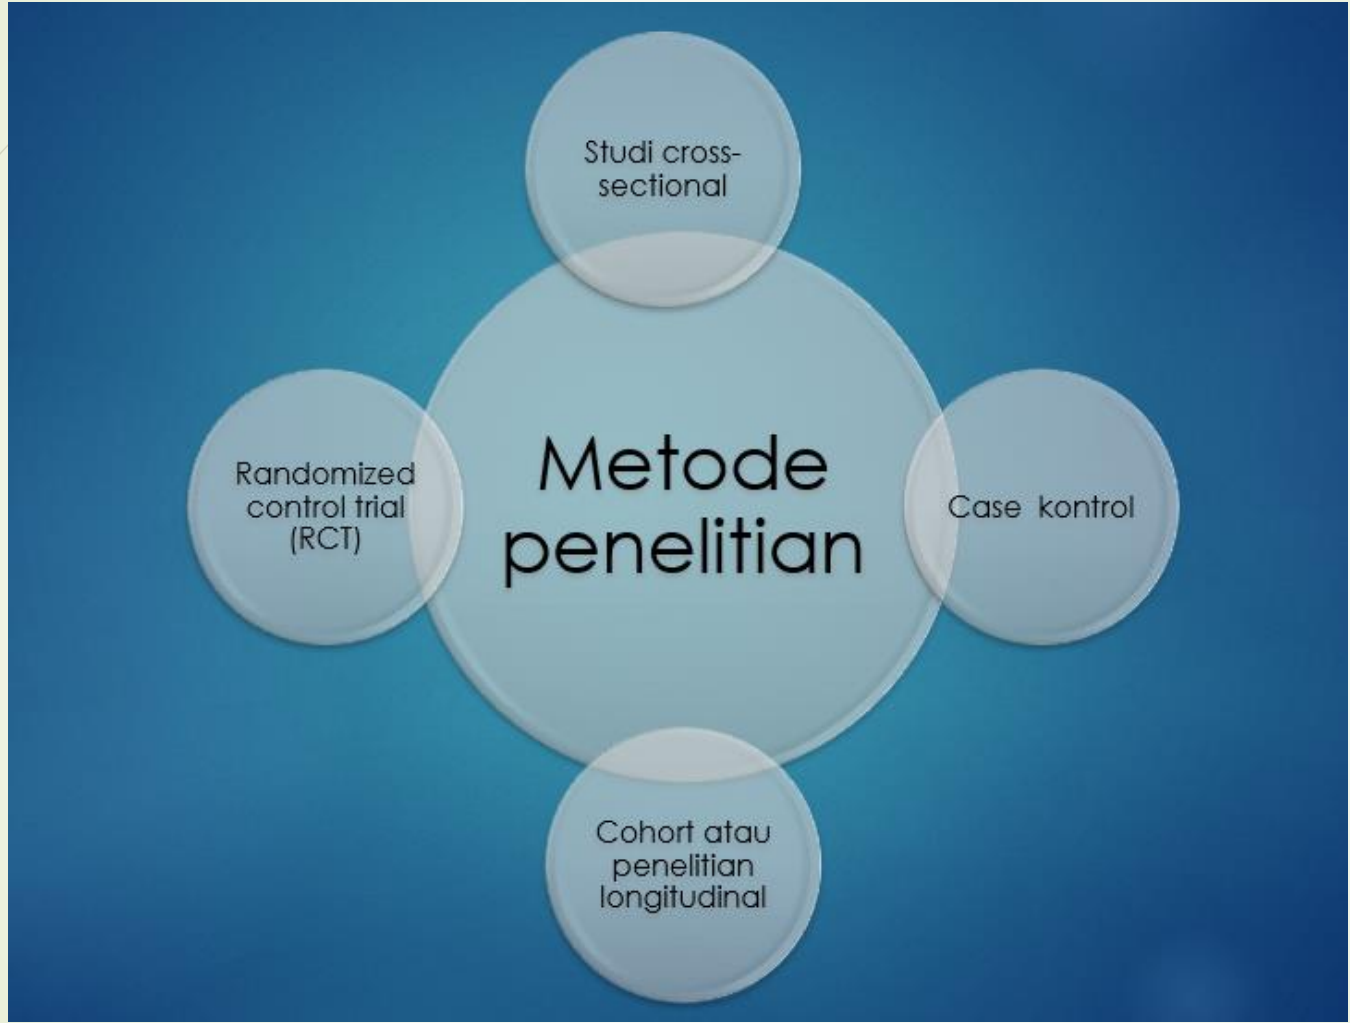 Studi cross-
sectional
Randomized
control trial
(RCT)
Metode
penelitian
Case kontrol
Cohort atau
penelitian
longitudinal